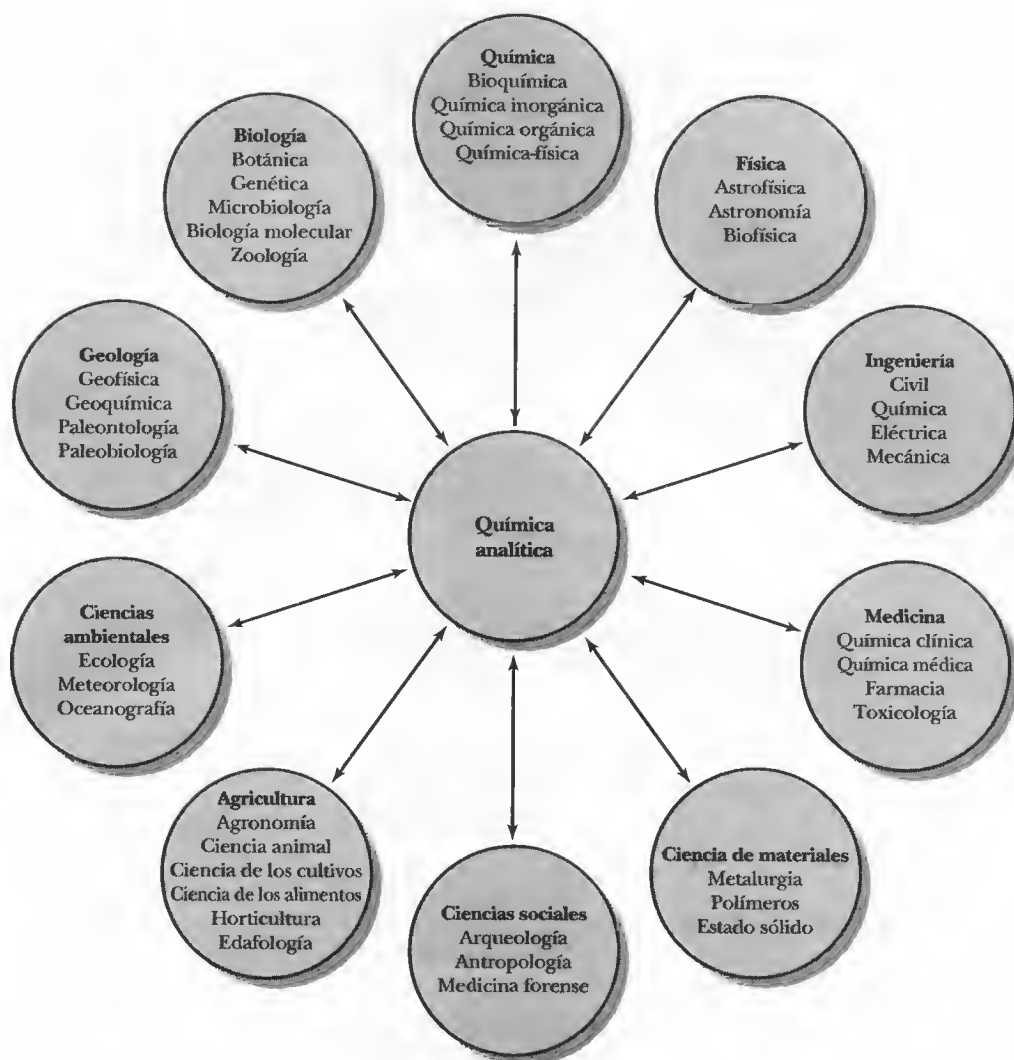 Química
Bioquímica
Química inorgánica
Química orgánica
Química-física
Física
Astrofísica
Astronomía
Biofísica
Ingeniería
Civil
Química
Eléctrica
Mecánica
Medicina
Química clínica
Química médica
Farmacia
Toxicología
Ciencia de materiales
Metalurgia
Polímeros
Estado sólido
Ciencias sociales
Arqueología
Antropología
Medicina forense
Agricultura
Agronomía
Ciencia animal
Ciencia de los cultivos
Ciencia de los alimentos
Horticultura
Edafología
Ciencias
ambientales
Ecología
Meteorología
Oceanografía
Geología
Geofísica
Geoquímica
Paleontología
Paleobiología
Biología
Botánica
Genética
Microbiología
Biología molecular
Zoología
Química
analítica